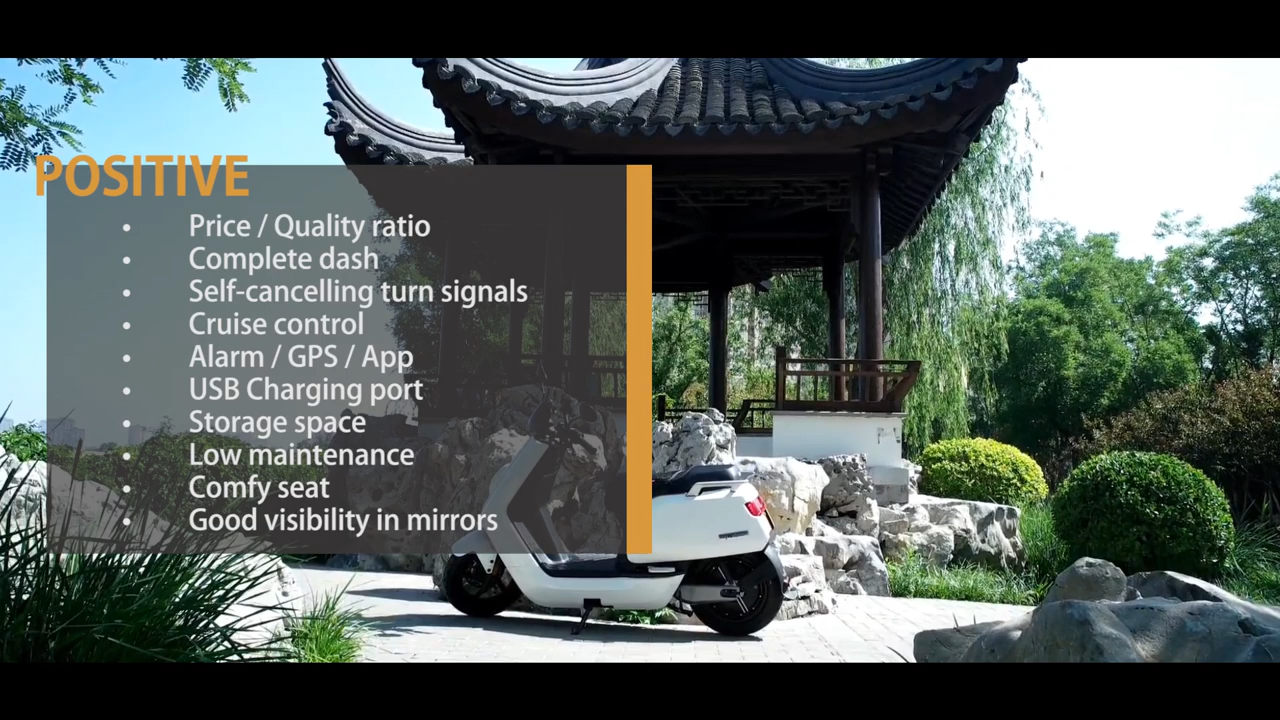 POSITIVE
• Price / Quality ratio
• Complete dash
• Self-cancelling turn signals
• Cruise control
• Alarm / GPS / App
• USB Charging port
• Storage space
• Low maintenance
• Comfy seat
• Good visibility in mirrors